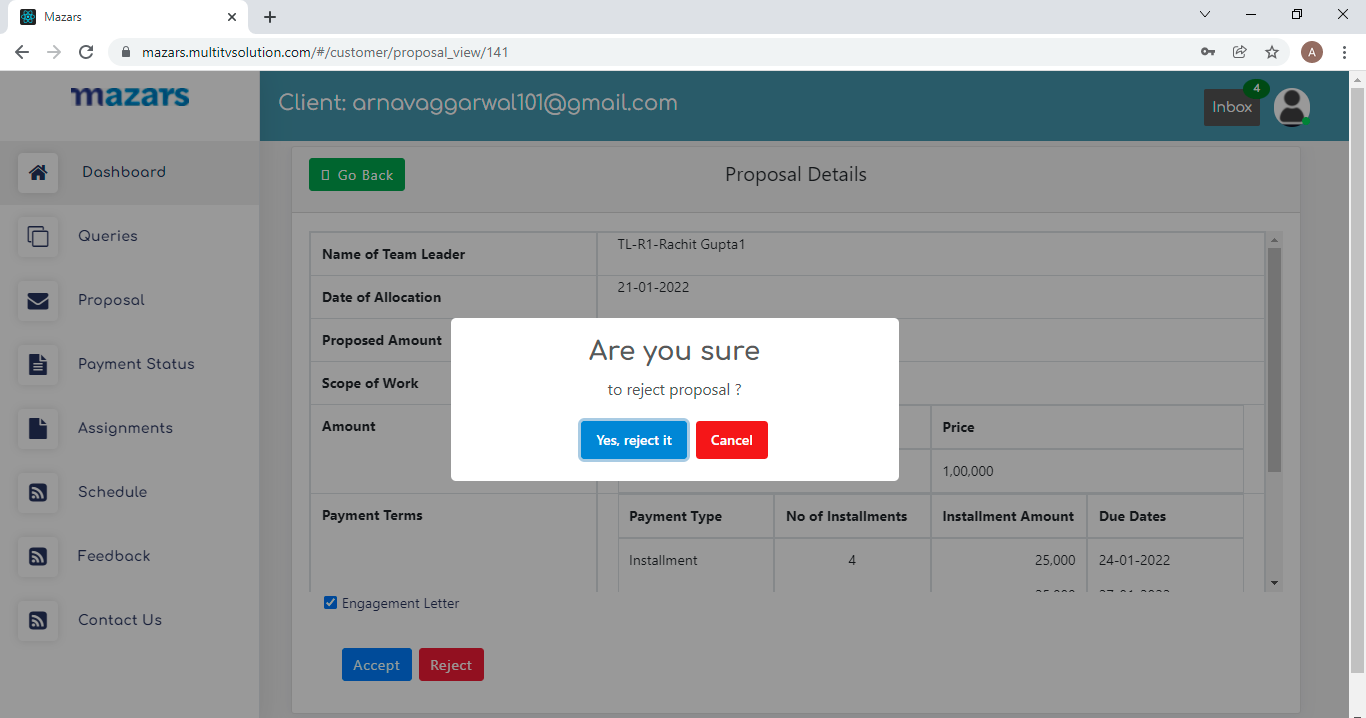 Mazars
mazars.multitvsolution.com/#/customer/proposal_view/141
A
mazars
Client: arnavaggarwal101@gmail.com
Inbox
4
Dashboard
Queries
Proposal
Payment Status
Assignments
Schedule
Feedback
Contact Us
Go Back
Proposal Details
Name of Team Leader TL-R1-Rachit Gupta1
Date of Allocation 21-01-2022
Proposed Amount
Scope of Work
Amount
Price
1,00,000
Payment Terms
Payment Type No of Installments Installment Amount Due Dates
Installment 4 25,000 24-01-2022
Engagement Letter
Accept Reject
Are you sure
to reject proposal ?
Yes, reject it Cancel